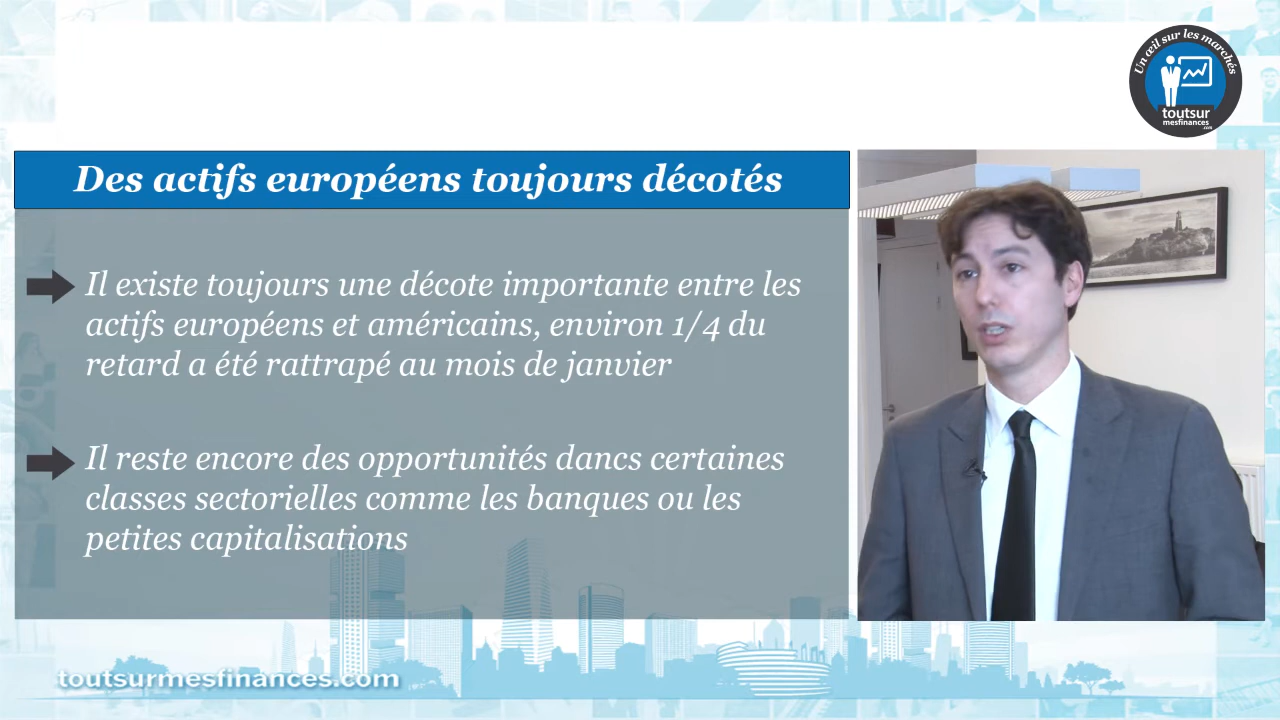 Un œil sur les marchés
toutsur
mesfinances
.com
Des actifs européens toujours décotés
Il existe toujours une décote importante entre les
actifs européens et américains, environ 1/4 du
retard a été rattrapé au mois de janvier
Il reste encore des opportunités dancs certaines
classes sectorielles comme les banques ou les
petites capitalisations
toutsurmesfinances.com